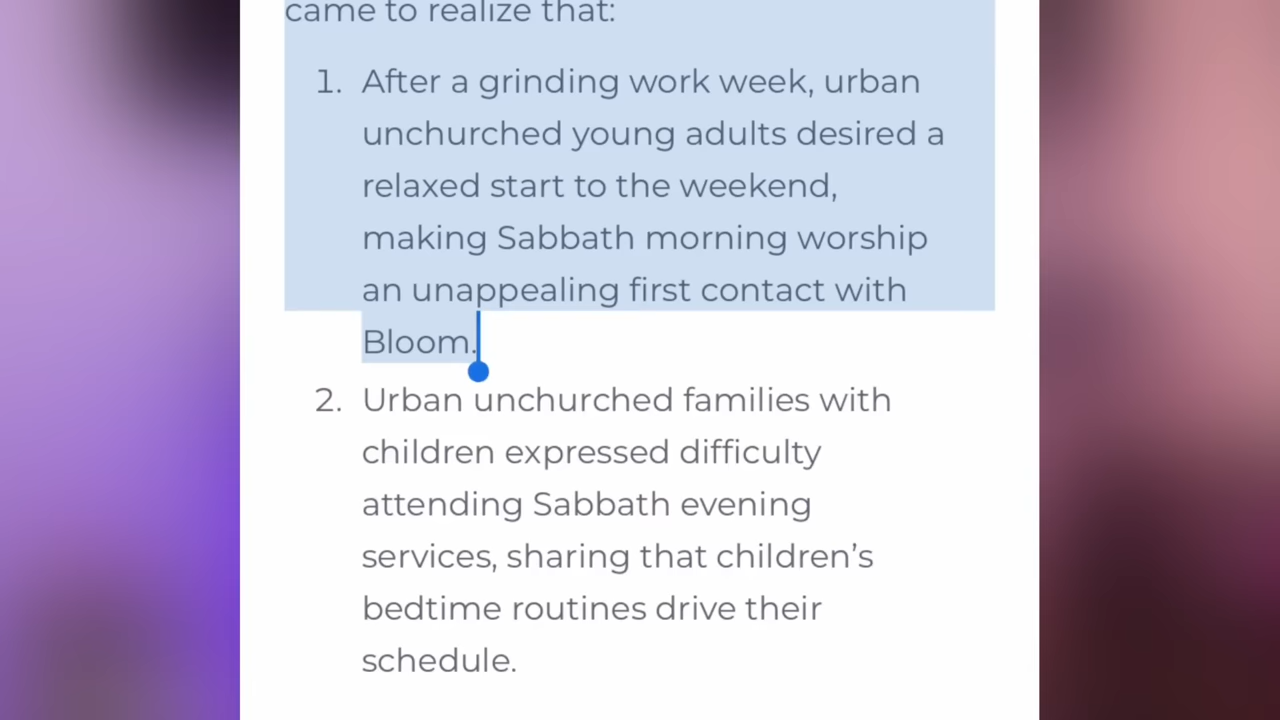 came to realize that:
1. After a grinding work week, urban
unchurched young adults desired a
relaxed start to the weekend,
making Sabbath morning worship
an unappealing first contact with
Bloom.
2. Urban unchurched families with
children expressed difficulty
attending Sabbath evening
services, sharing that children’s
bedtime routines drive their
schedule.